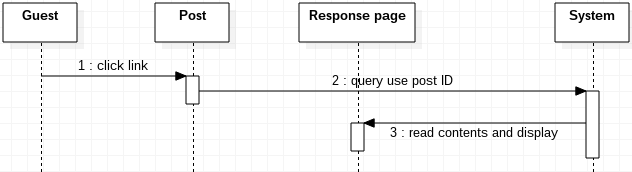 Guest
Post
Response page
System
1 : click link
2 : query use post ID
3 : read contents and display